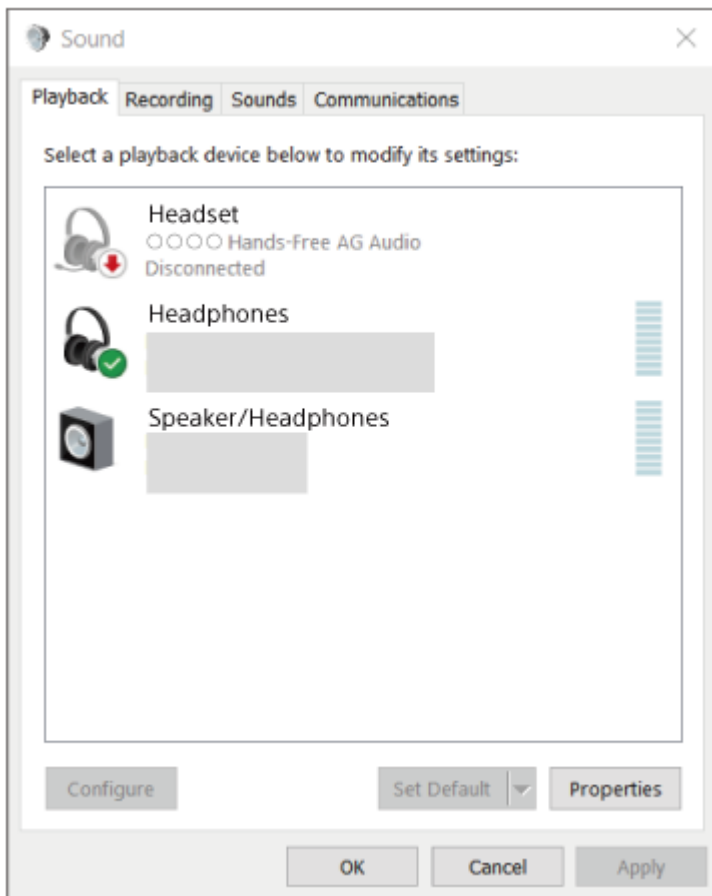 Sound
Playback Recording Sounds Communications
Select a playback device below to modify its settings:
Headset
○○○○ Hands-Free AG Audio
Disconnected
Headphones
Speaker/Headphones
Configure Set Default Properties
OK Cancel Apply